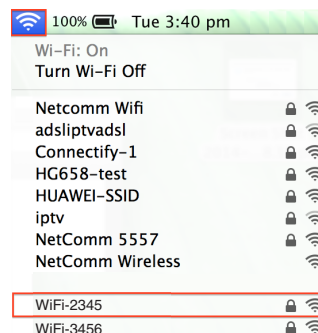 100% Tue 3:40 pm
Wi-Fi: On
Turn Wi-Fi Off
Netcomm Wifi
adsliptvadsl
Connectify-1
HG658-test
HUAWEI-SSID
iptv
NetComm 5557
NetComm Wireless
WiFi-2345
WiFi-3456